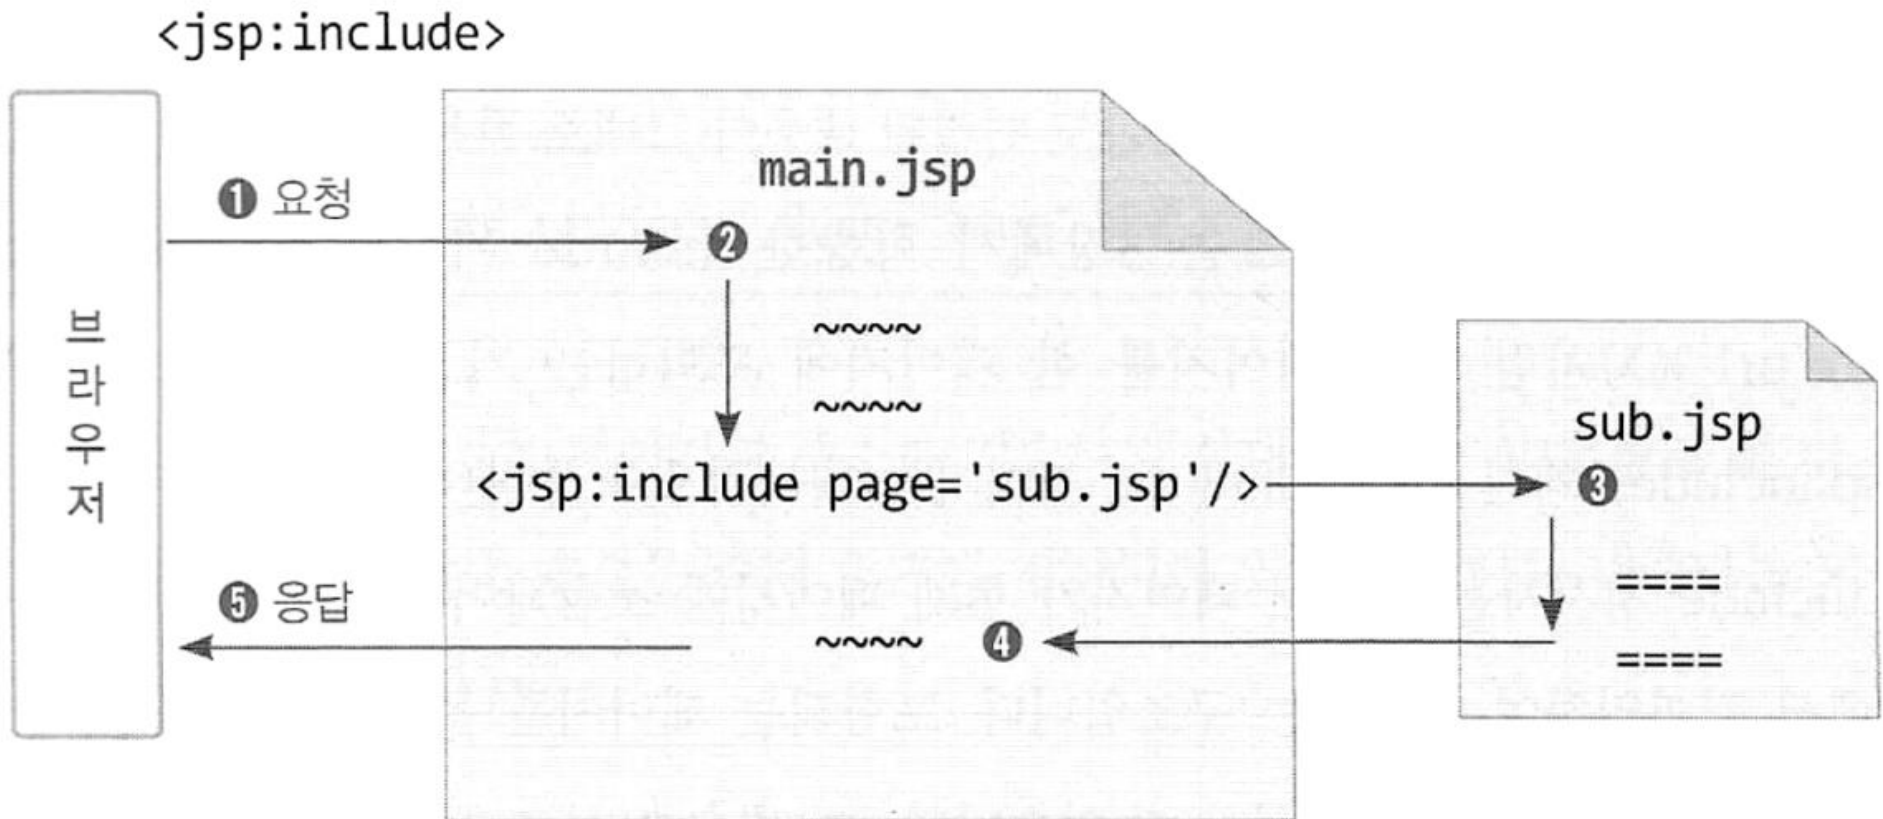 <jsp:include>
브라우저
❶ 요청
main.jsp
❷
~~~~
~~~~
<jsp:include page='sub.jsp'/>
sub.jsp
❸
====
====
❺ 응답
~~~~ ❹